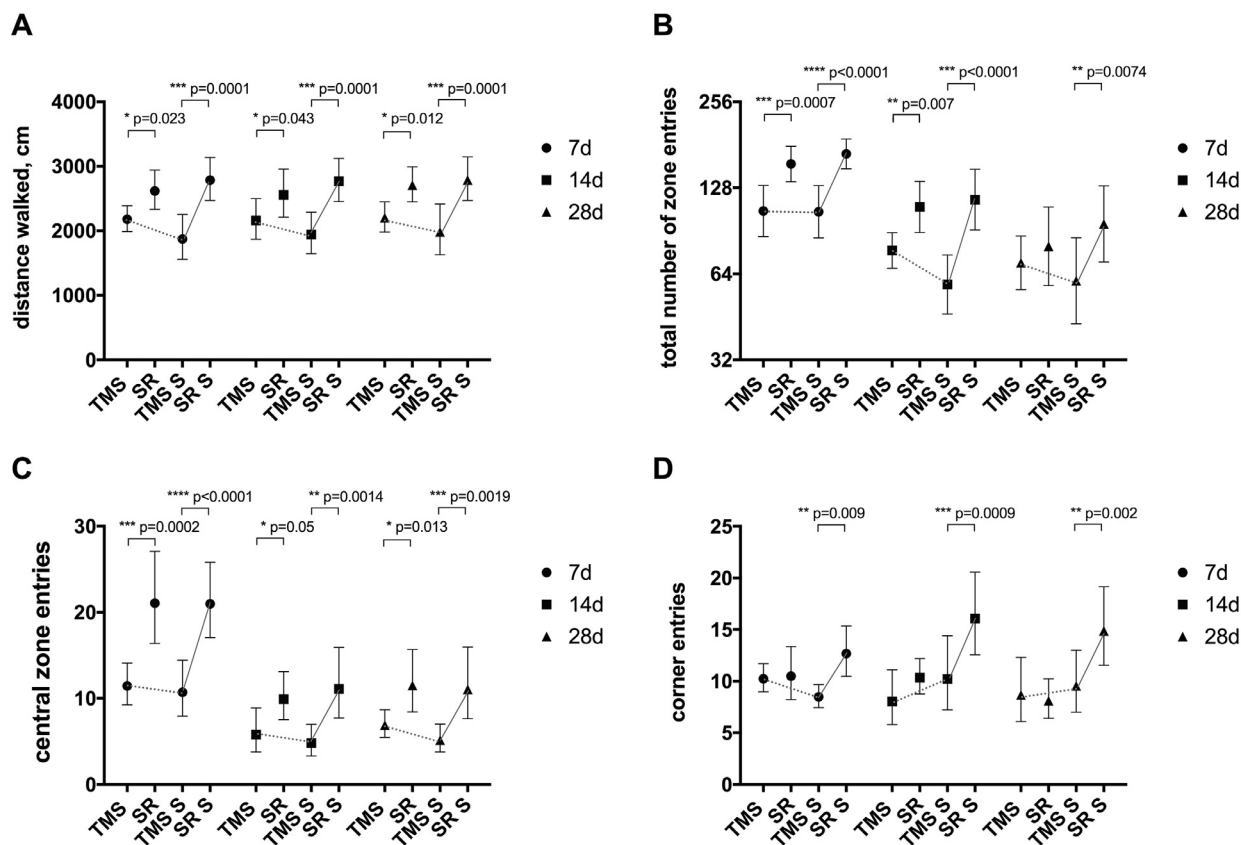 A
*** p=0.0001
*** p=0.0001
*** p=0.0001
* p=0.023
* p=0.043
* p=0.012
distance walked, cm
4000
3000
2000
1000
0
TMS
SR
TMS S
SR S
TMS
SR
TMS S
SR S
TMS
SR
TMS S
SR S
7d
14d
28d
B
**** p<0.0001
*** p<0.0001
** p=0.0074
*** p=0.0007
** p=0.007
total number of zone entries
256
128
64
32
TMS
SR
TMS S
SR S
TMS
SR
TMS S
SR S
TMS
SR
TMS S
SR S
7d
14d
28d
C
**** p<0.0001
** p=0.0014
*** p=0.0019
*** p=0.0002
* p=0.05
* p=0.013
central zone entries
30
20
10
0
TMS
SR
TMS S
SR S
TMS
SR
TMS S
SR S
TMS
SR
TMS S
SR S
7d
14d
28d
D
** p=0.009
*** p=0.0009
** p=0.002
corner entries
25
20
15
10
5
0
TMS
SR
TMS S
SR S
TMS
SR
TMS S
SR S
TMS
SR
TMS S
SR S
7d
14d
28d